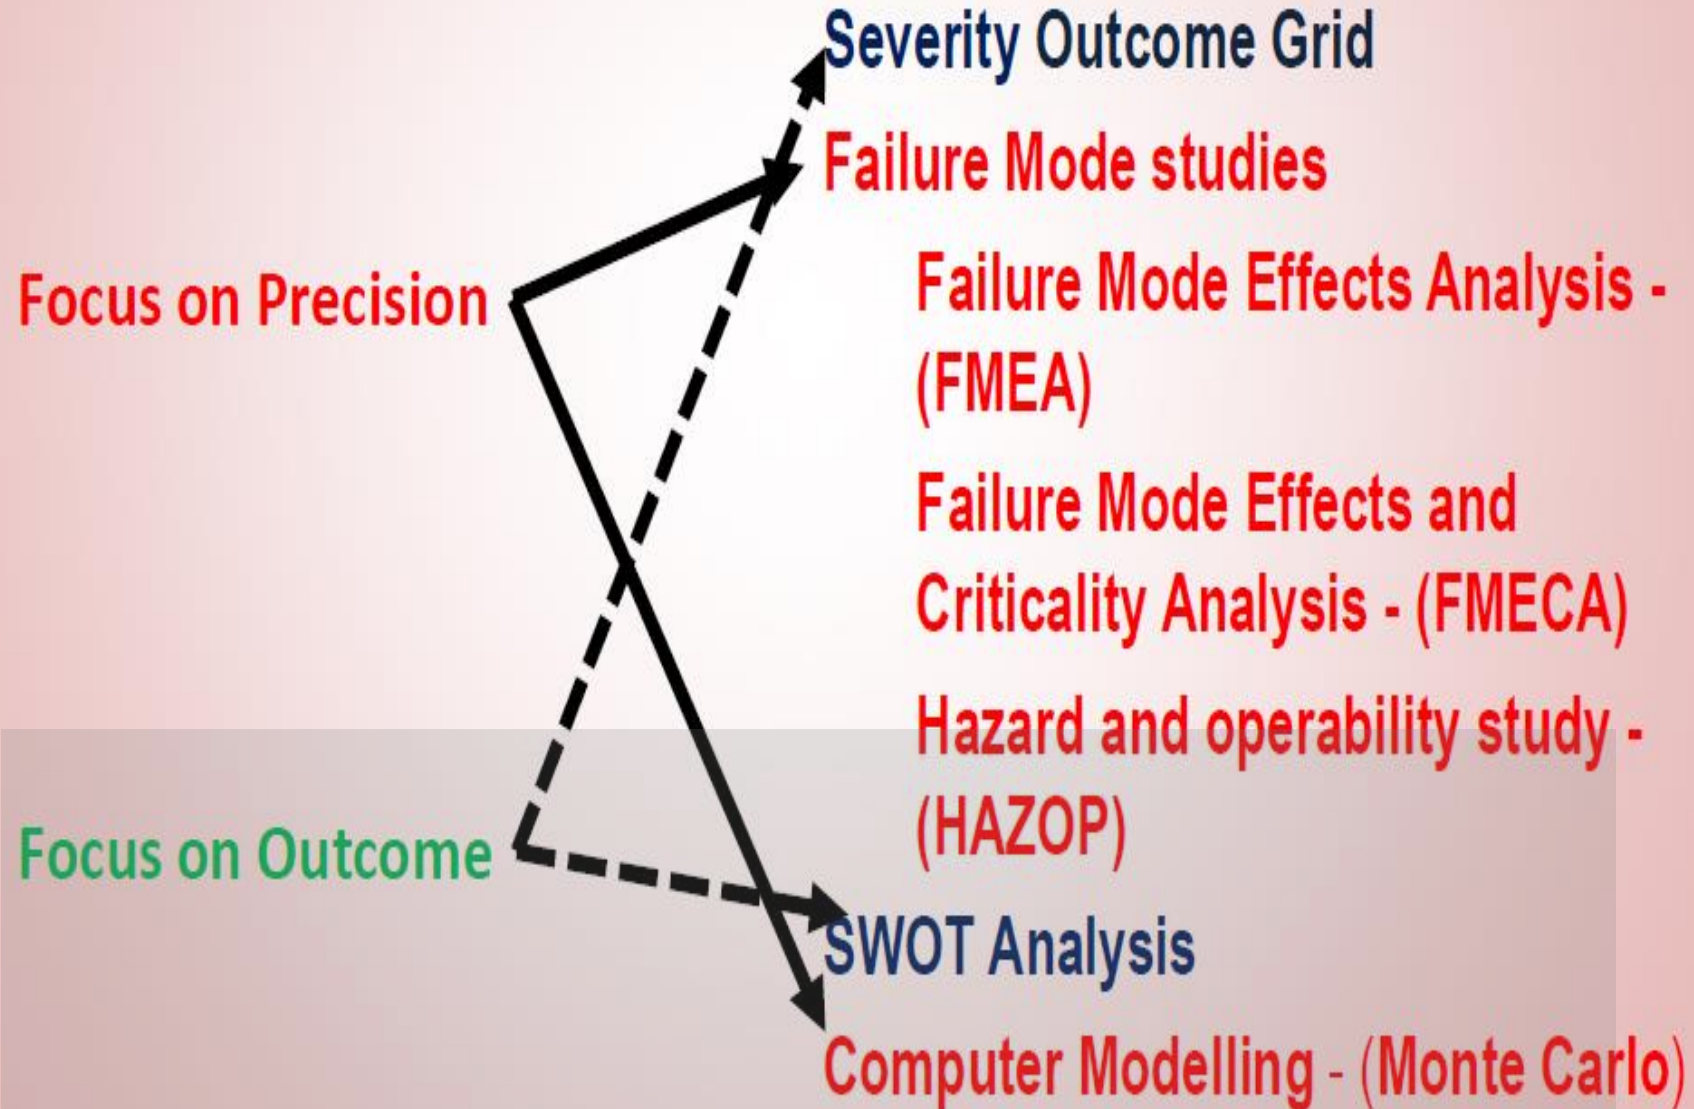 Severity Outcome Grid
Failure Mode studies
Focus on Precision
Failure Mode Effects Analysis -
(FMEA)
Failure Mode Effects and
Criticality Analysis - (FMECA)
Hazard and operability study -
(HAZOP)
Focus on Outcome
SWOT Analysis
Computer Modelling - (Monte Carlo)